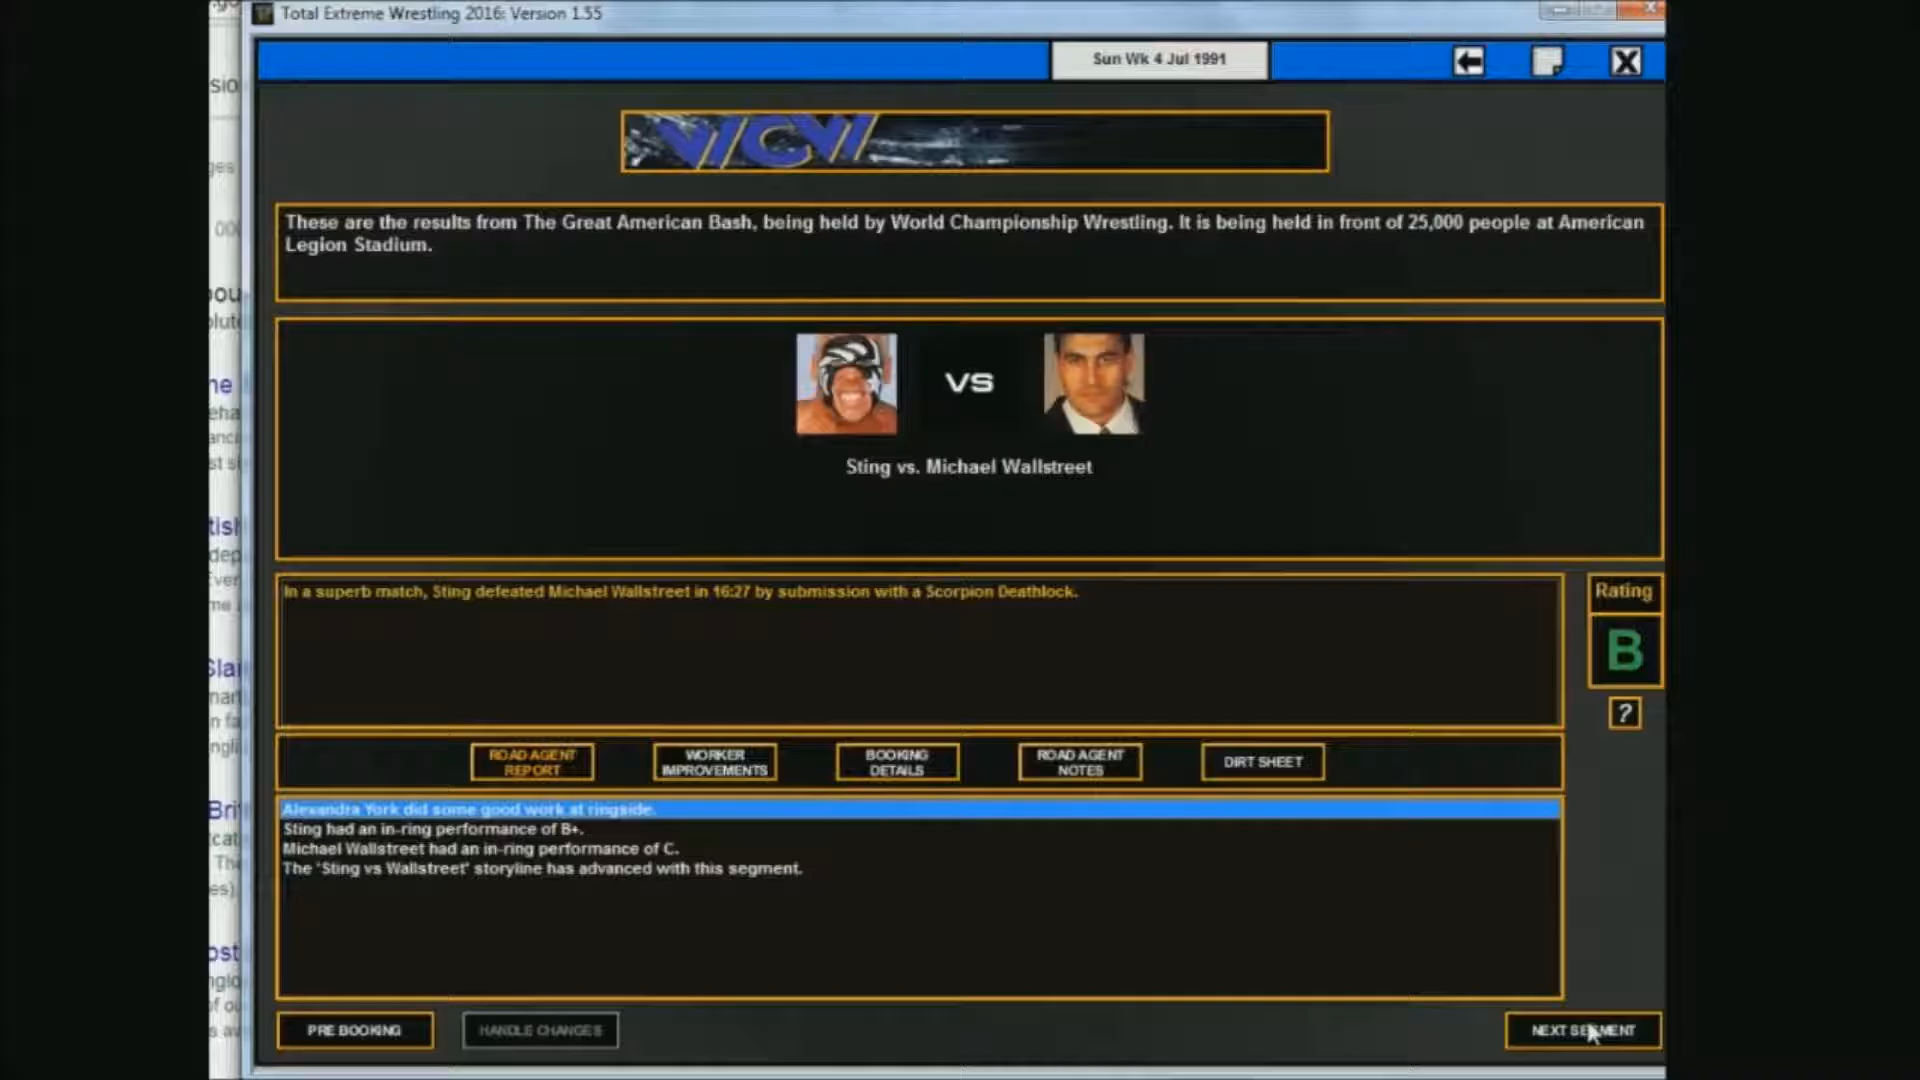 Total Extreme Wrestling 2016: Version 1.55
Sun Wk 4 Jul 1991
WCW
These are the results from The Great American Bash, being held by World Championship Wrestling. It is being held in front of 25,000 people at American
Legion Stadium.
VS
Sting vs. Michael Wallstreet
In a superb match, Sting defeated Michael Wallstreet in 16:27 by submission with a Scorpion Deathlock.
Rating
B
?
ROAD AGENT
REPORT
WORKER
IMPROVEMENTS
BOOKING
DETAILS
ROAD AGENT
NOTES
DIRT SHEET
Alexandra York did some good work at ringside.
Sting had an in-ring performance of B+.
Michael Wallstreet had an in-ring performance of C.
The 'Sting vs Wallstreet' storyline has advanced with this segment.
PRE BOOKING
HANDLE CHANGES
NEXT SEGMENT